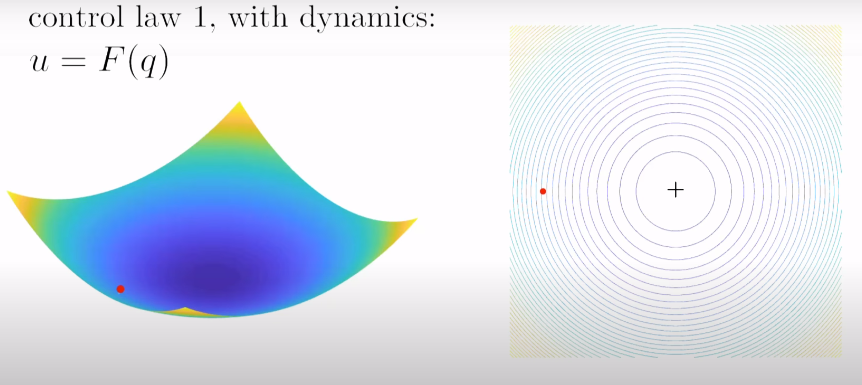 control law 1, with dynamics:
u = F(q)